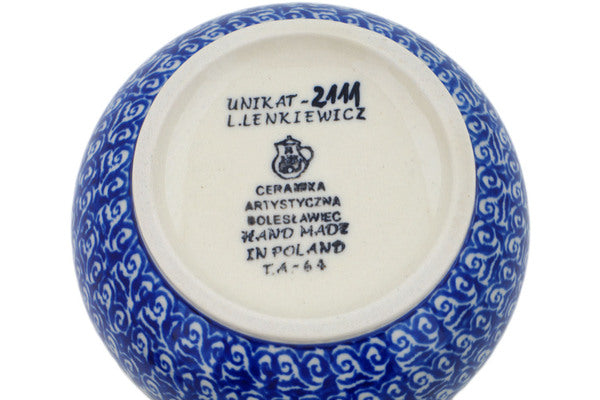 UNIKAT-2111
L.LENKIEWICZ
CERAMIKA
ARTYSTYCZNA
BOLESŁAWIEC
HAND MADE
IN POLAND
T.A-64